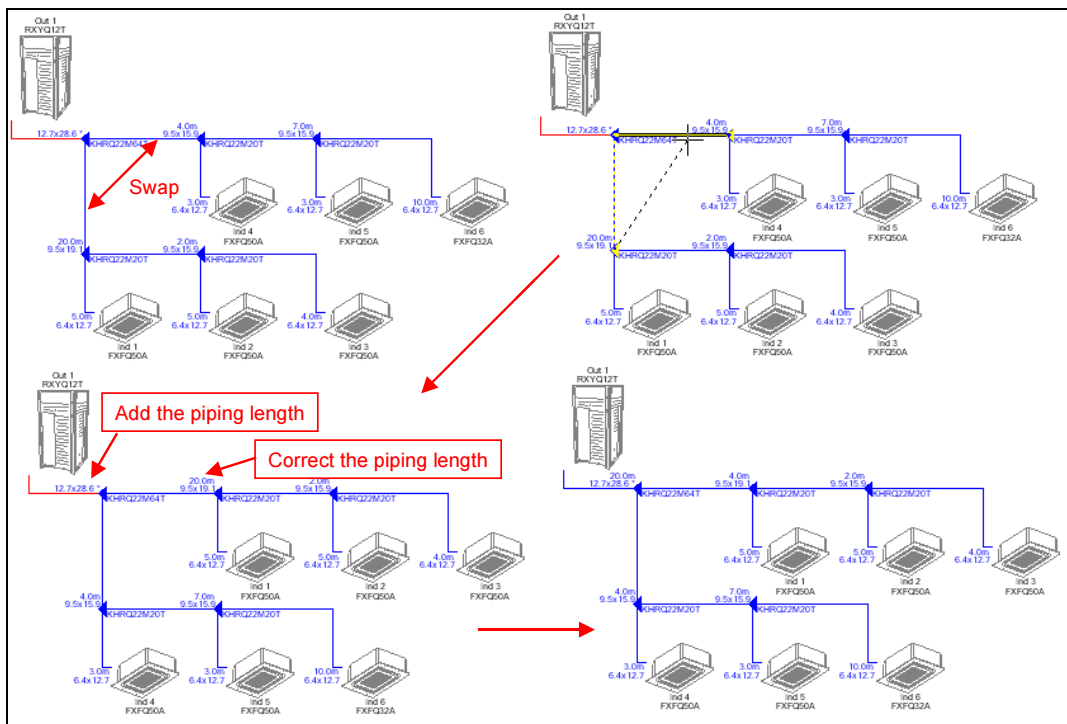 Out 1
RXYQ12T
12.7x28.6 *
KHRQ22M64T
4.0m
9.5x15.9
KHRQ22M20T
7.0m
9.5x15.9
KHRQ22M20T
Swap
3.0m
6.4x12.7
Ind 4
FXFQ50A
3.0m
6.4x12.7
Ind 5
FXFQ50A
10.0m
6.4x12.7
Ind 6
FXFQ32A
20.0m
9.5x19.1
KHRQ22M20T
2.0m
9.5x15.9
KHRQ22M20T
5.0m
6.4x12.7
Ind 1
FXFQ50A
5.0m
6.4x12.7
Ind 2
FXFQ50A
4.0m
6.4x12.7
Ind 3
FXFQ50A
Out 1
RXYQ12T
12.7x28.6 *
KHRQ22M64T
4.0m
9.5x15.9
KHRQ22M20T
7.0m
9.5x15.9
KHRQ22M20T
3.0m
6.4x12.7
Ind 4
FXFQ50A
3.0m
6.4x12.7
Ind 5
FXFQ50A
10.0m
6.4x12.7
Ind 6
FXFQ32A
20.0m
9.5x19.1
KHRQ22M20T
2.0m
9.5x15.9
KHRQ22M20T
5.0m
6.4x12.7
Ind 1
FXFQ50A
5.0m
6.4x12.7
Ind 2
FXFQ50A
4.0m
6.4x12.7
Ind 3
FXFQ50A
Out 1
RXYQ12T
Add the piping length
Correct the piping length
12.7x28.6 *
KHRQ22M64T
20.0m
9.5x19.1
KHRQ22M20T
2.0m
9.5x15.9
KHRQ22M20T
5.0m
6.4x12.7
Ind 1
FXFQ50A
5.0m
6.4x12.7
Ind 2
FXFQ50A
4.0m
6.4x12.7
Ind 3
FXFQ50A
4.0m
9.5x15.9
KHRQ22M20T
7.0m
9.5x15.9
KHRQ22M20T
3.0m
6.4x12.7
Ind 4
FXFQ50A
3.0m
6.4x12.7
Ind 5
FXFQ50A
10.0m
6.4x12.7
Ind 6
FXFQ32A
Out 1
RXYQ12T
20.0m
12.7x28.6 *
KHRQ22M64T
4.0m
9.5x19.1
KHRQ22M20T
2.0m
9.5x15.9
KHRQ22M20T
5.0m
6.4x12.7
Ind 1
FXFQ50A
5.0m
6.4x12.7
Ind 2
FXFQ50A
4.0m
6.4x12.7
Ind 3
FXFQ50A
4.0m
9.5x15.9
KHRQ22M20T
7.0m
9.5x15.9
KHRQ22M20T
3.0m
6.4x12.7
Ind 4
FXFQ50A
3.0m
6.4x12.7
Ind 5
FXFQ50A
10.0m
6.4x12.7
Ind 6
FXFQ32A